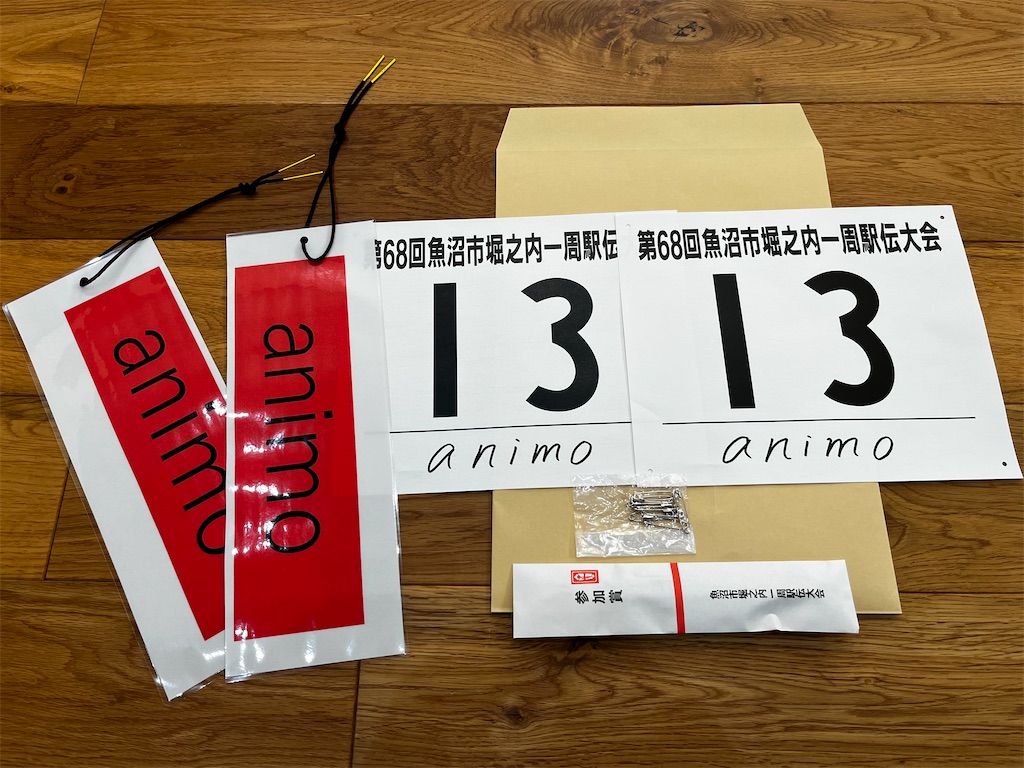 animo
animo
第68回魚沼市堀之内一周駅伝
13
animo
第68回魚沼市堀之内一周駅伝大会
13
animo
参加賞
魚沼市堀之内一周駅伝大会